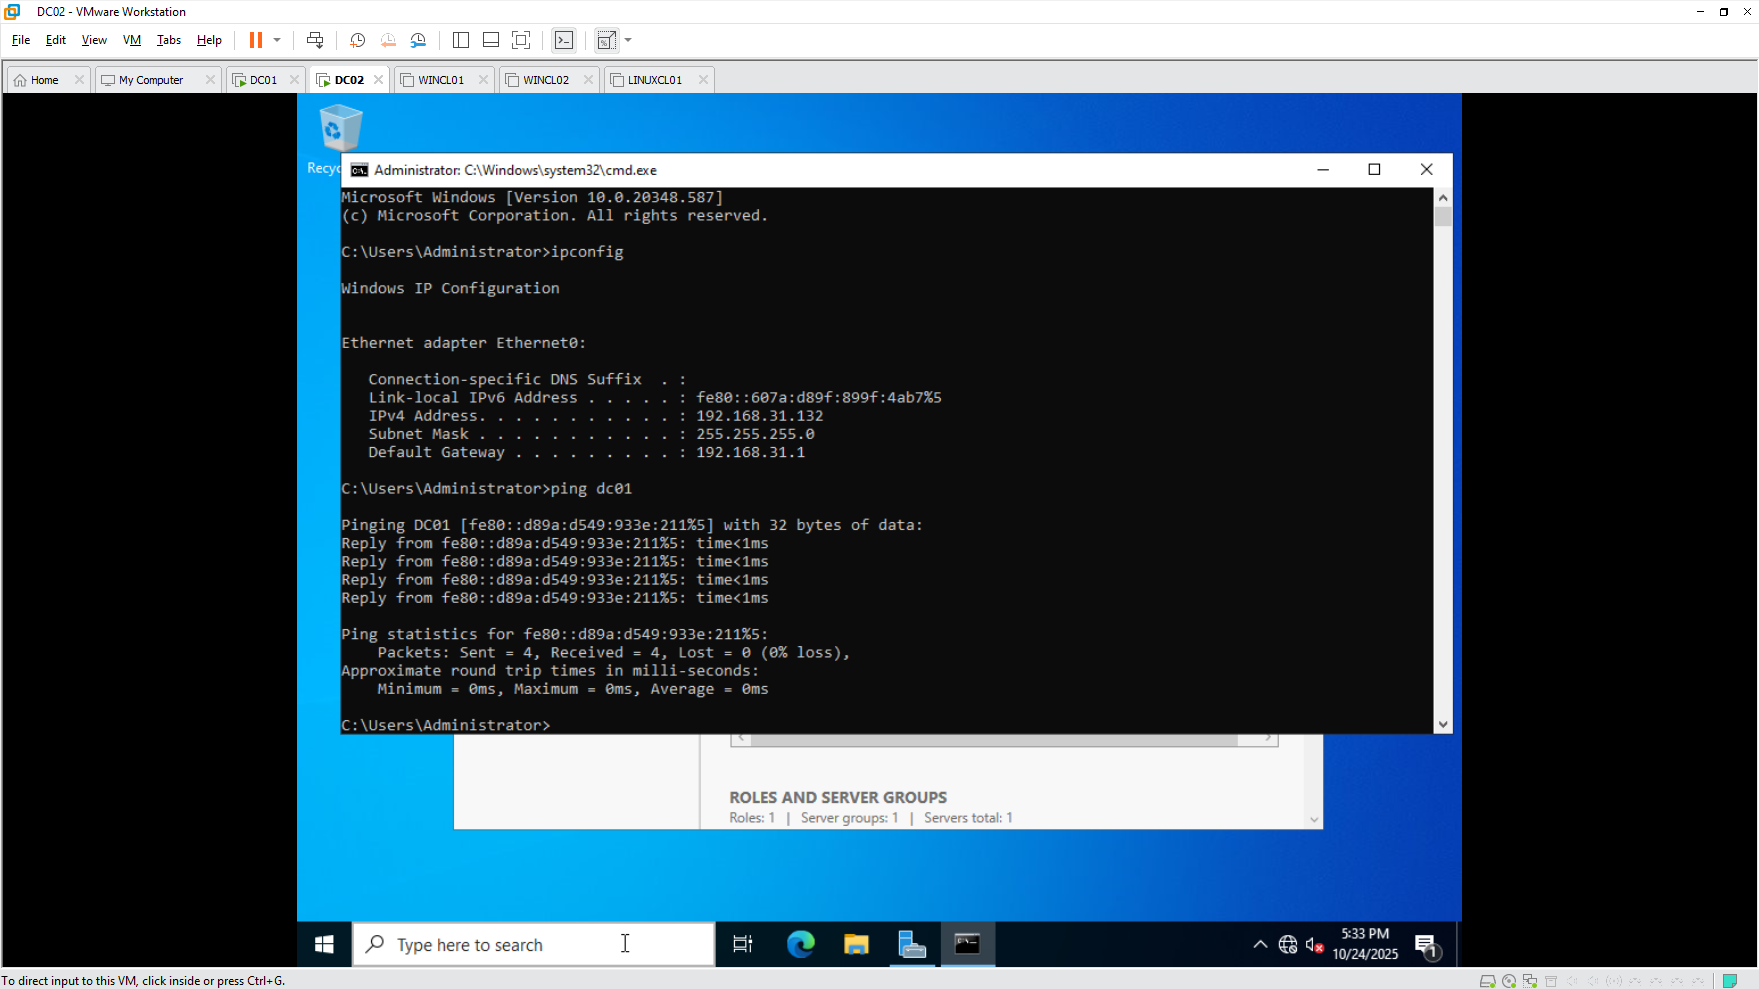 DC02 - VMware Workstation
File Edit View VM Tabs Help
Home My Computer DC01 DC02 WINCL01 WINCL02 LINUXCL01
Recyc
Administrator: C:\Windows\system32\cmd.exe
Microsoft Windows [Version 10.0.20348.587]
(c) Microsoft Corporation. All rights reserved.
C:\Users\Administrator>ipconfig
Windows IP Configuration
Ethernet adapter Ethernet0:
Connection-specific DNS Suffix . :
Link-local IPv6 Address . . . . . : fe80::607a:d89f:899f:4ab7%5
IPv4 Address. . . . . . . . . . . : 192.168.31.132
Subnet Mask . . . . . . . . . . . : 255.255.255.0
Default Gateway . . . . . . . . . : 192.168.31.1
C:\Users\Administrator>ping dc01
Pinging DC01 [fe80::d89a:d549:933e:211%5] with 32 bytes of data:
Reply from fe80::d89a:d549:933e:211%5: time<1ms
Reply from fe80::d89a:d549:933e:211%5: time<1ms
Reply from fe80::d89a:d549:933e:211%5: time<1ms
Reply from fe80::d89a:d549:933e:211%5: time<1ms
Ping statistics for fe80::d89a:d549:933e:211%5:
Packets: Sent = 4, Received = 4, Lost = 0 (0% loss),
Approximate round trip times in milli-seconds:
Minimum = 0ms, Maximum = 0ms, Average = 0ms
C:\Users\Administrator>
ROLES AND SERVER GROUPS
Roles: 1 | Server groups: 1 | Servers total: 1
Type here to search
5:33 PM
10/24/2025
1
To direct input to this VM, click inside or press Ctrl+G.